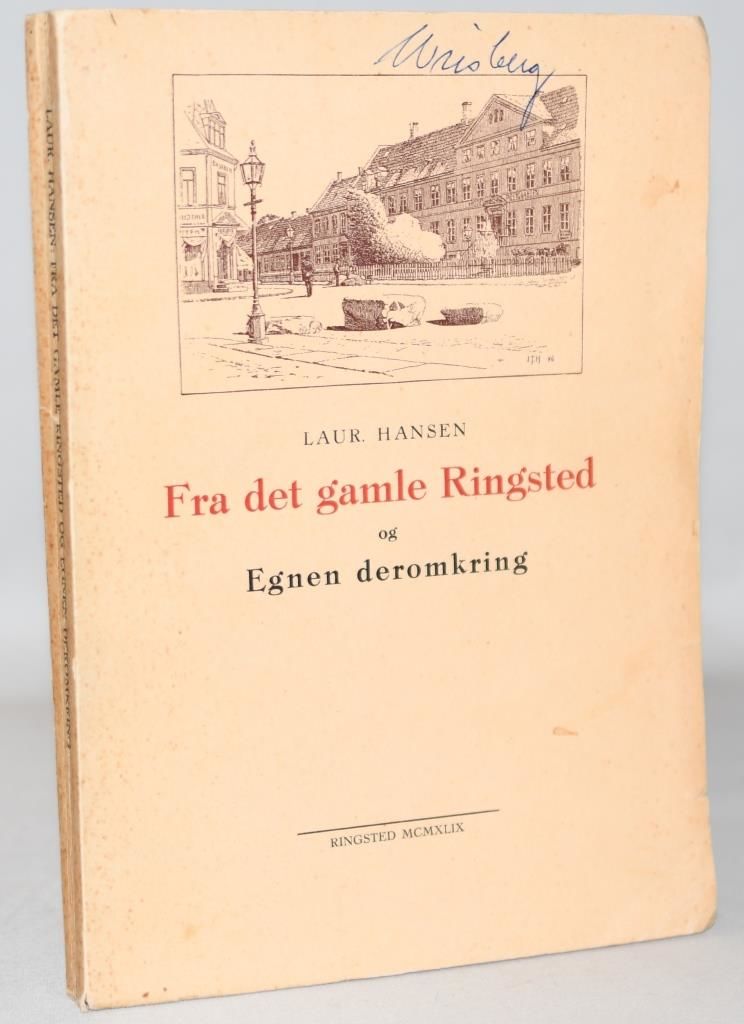 Wrisberg
LAUR. HANSEN
Fra det gamle Ringsted
og
Egnen deromkring
RINGSTED MCMXLIX
LAUR. HANSEN: FRA DET GAMLE RINGSTED OG EGNEN DEROMKRING